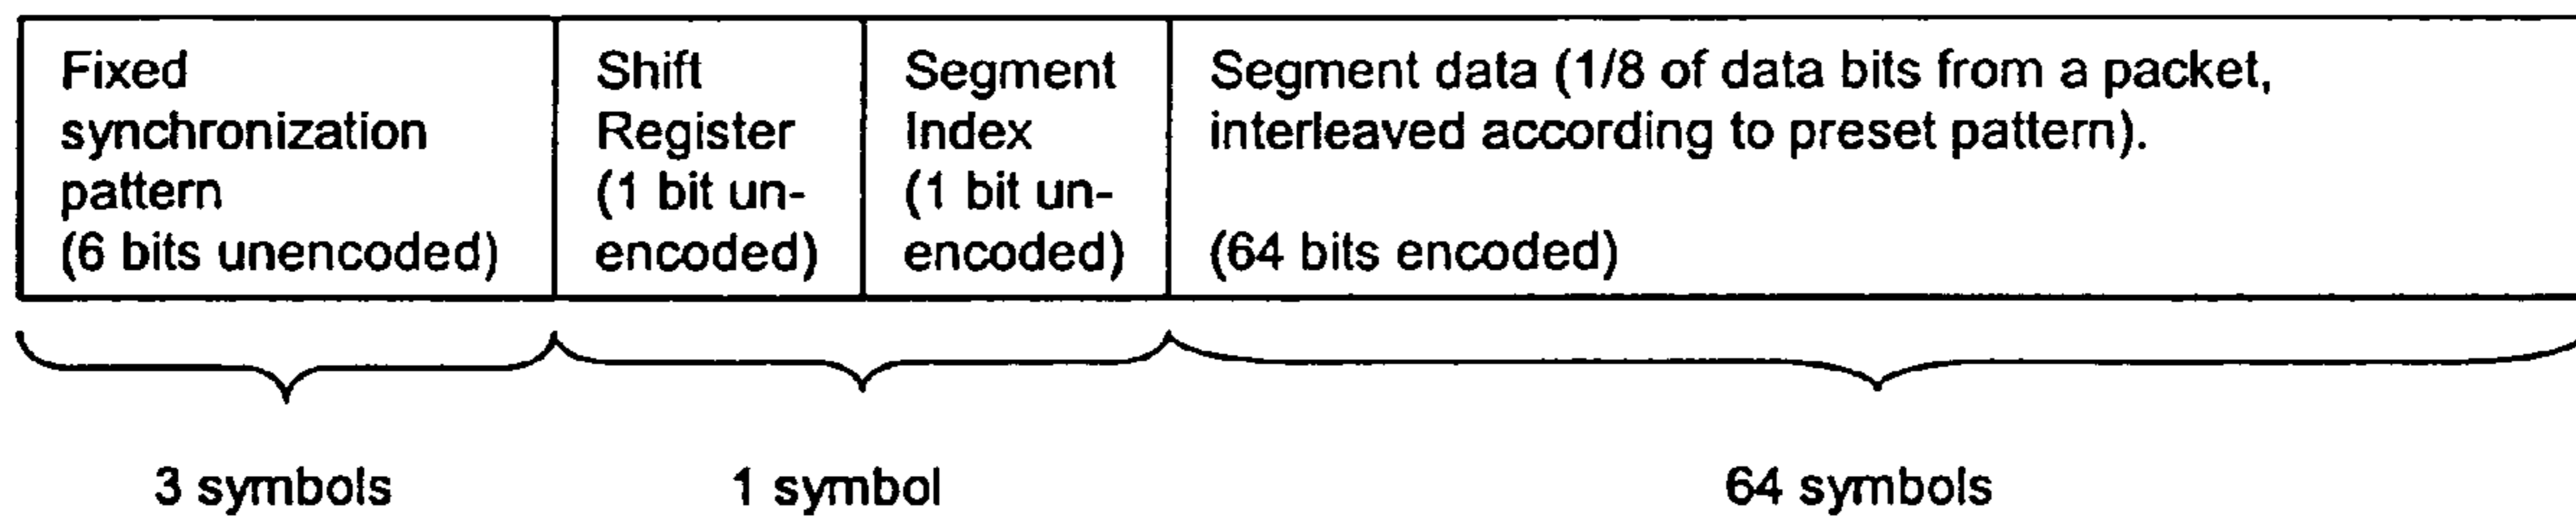 Fixed
synchronization
pattern
(6 bits unencoded)
Shift
Register
(1 bit un-
encoded)
Segment
Index
(1 bit un-
encoded)
Segment data (1/8 of data bits from a packet,
interleaved according to preset pattern).
(64 bits encoded)
3 symbols
1 symbol
64 symbols